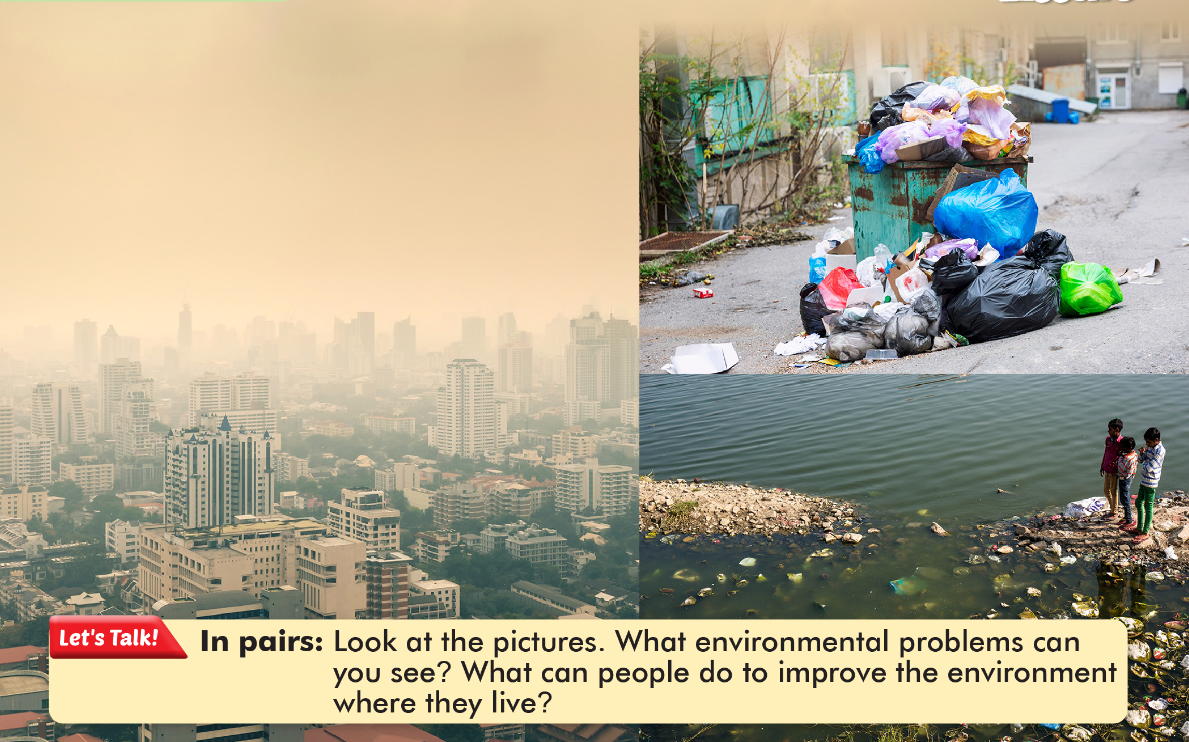 Let's Talk!
In pairs: Look at the pictures. What environmental problems can
you see? What can people do to improve the environment
where they live?